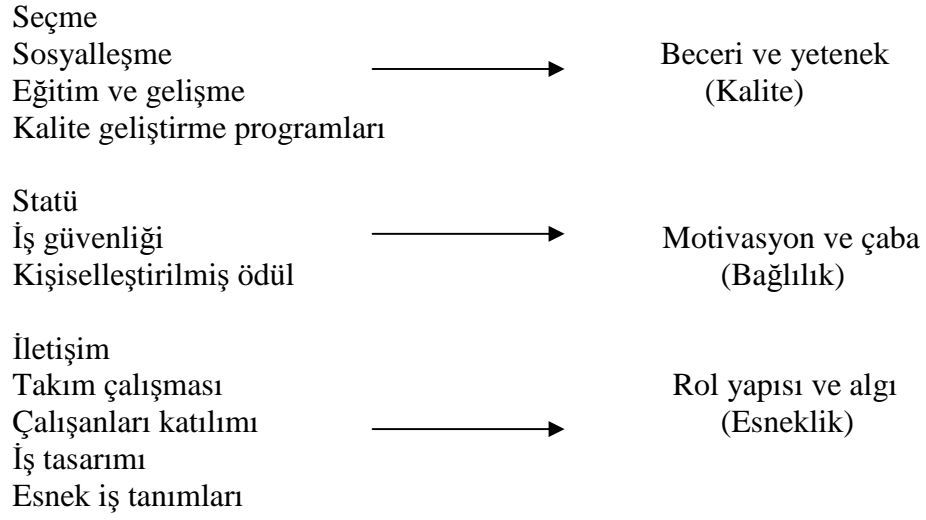 Seçme
Sosyalleşme
Beceri ve yetenek
Eğitim ve gelişme
(Kalite)
Kalite geliştirme programları
Statü
İş güvenliği
Motivasyon ve çaba
Kişiselleştirilmiş ödül
(Bağlılık)
İletişim
Takım çalışması
Rol yapısı ve algı
Çalışanları katılımı
(Esneklik)
İş tasarımı
Esnek iş tanımları